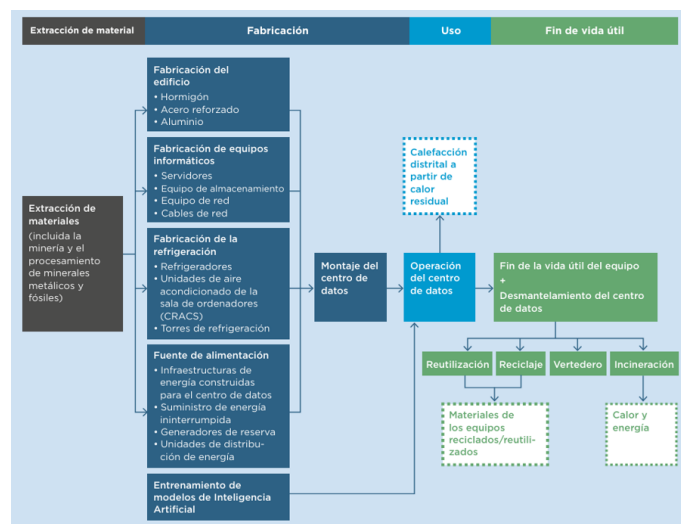 Extracción de material
Fabricación
Uso
Fin de vida útil
Extracción de
materiales
(incluida la
minería y el
procesamiento
de minerales
metálicos y
fósiles)
Fabricación del
edificio
• Hormigón
• Acero reforzado
• Aluminio
Fabricación de equipos
informáticos
• Servidores
• Equipo de almacenamiento
• Equipo de red
• Cables de red
Fabricación de la
refrigeración
• Refrigeradores
• Unidades de aire
acondicionado de la
sala de ordenadores
(CRACS)
• Torres de refrigeración
Fuente de alimentación
• Infraestructuras de
energía construidas
para el centro de datos
• Suministro de energía
ininterrumpida
• Generadores de reserva
• Unidades de distribu-
ción de energía
Entrenamiento de
modelos de Inteligencia
Artificial
Montaje del
centro de
datos
Calefacción
distrital a
partir de
calor
residual
Operación
del centro
de datos
Fin de la vida útil del equipo
+
Desmantelamiento del centro
de datos
Reutilización
Reciclaje
Vertedero
Incineración
Materiales de
los equipos
reciclados/reutili-
zados
Calor y
energía